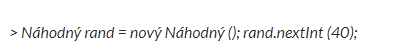 > Náhodný rand = nový Náhodný (); rand.nextInt (40);